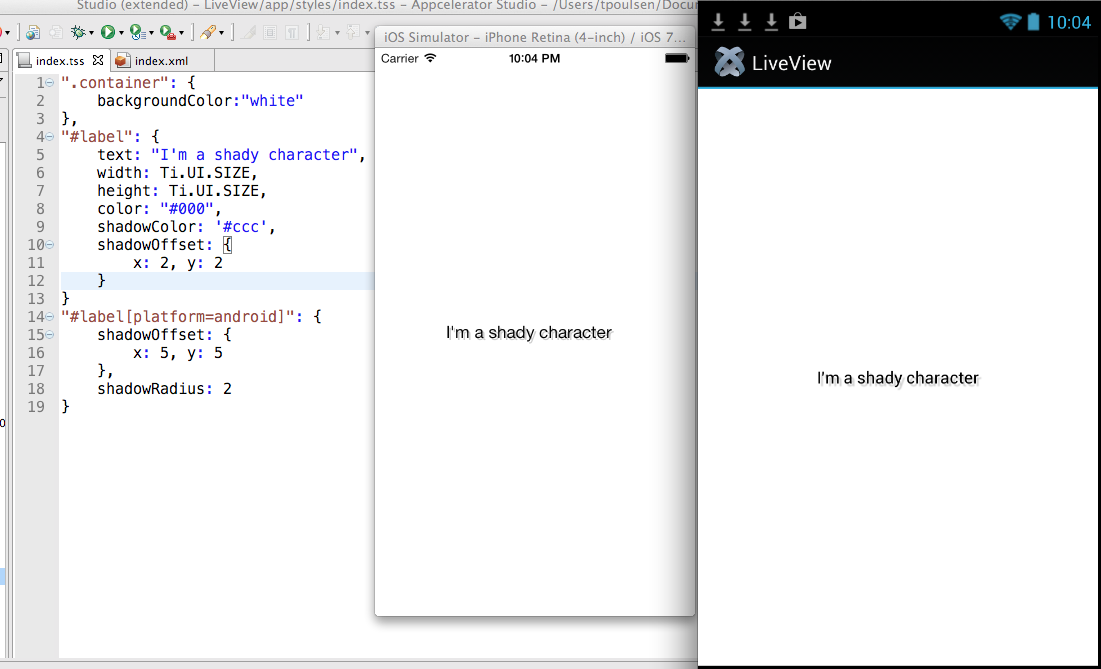 Studio (extended) – LiveView/app/styles/index.tss – Appcelerator Studio – /Users/tpoulsen/Docu
index.tss
index.xml
1 ".container": {
2 backgroundColor:"white"
3 },
4 "#label": {
5 text: "I'm a shady character",
6 width: Ti.UI.SIZE,
7 height: Ti.UI.SIZE,
8 color: "#000",
9 shadowColor: '#ccc',
10 shadowOffset: {
11 x: 2, y: 2
12 }
13 }
14 "#label[platform=android]": {
15 shadowOffset: {
16 x: 5, y: 5
17 },
18 shadowRadius: 2
19 }
iOS Simulator – iPhone Retina (4-inch) / iOS 7...
Carrier 10:04 PM
I'm a shady character
10:04
LiveView
I'm a shady character